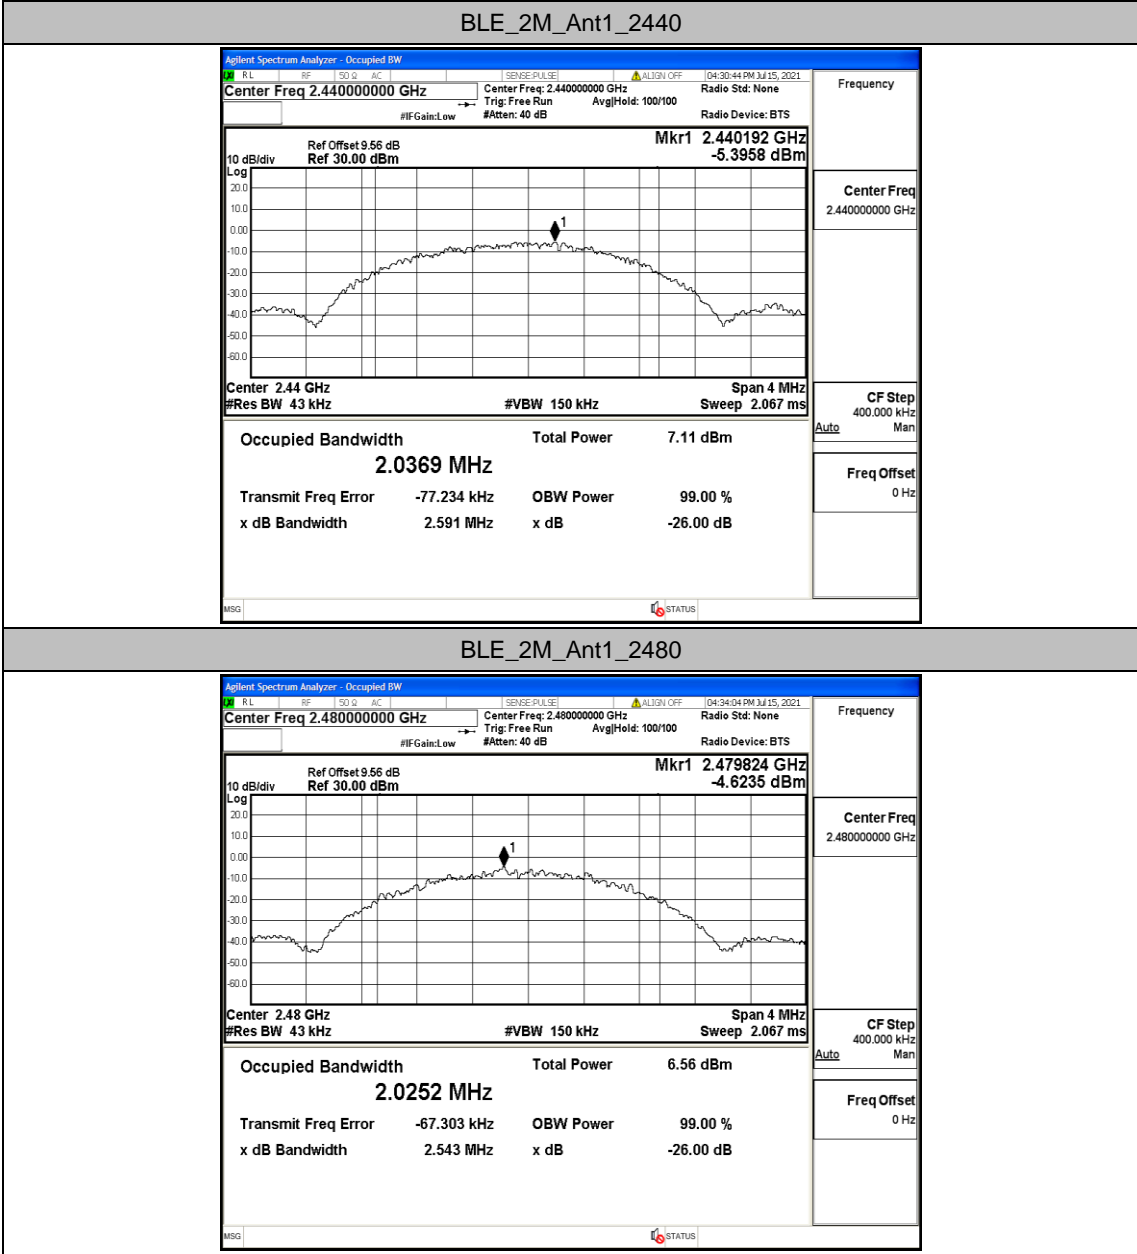 BLE_2M_Ant1_2440
Agilent Spectrum Analyzer - Occupied BW
LXI RL RF 50 Ω AC SENSE:PULSE ALIGN OFF 04:30:44 PM Jul 15, 2021
Center Freq 2.440000000 GHz Center Freq: 2.440000000 GHz Radio Std: None Frequency
Trig: Free Run Avg|Hold: 100/100
#IFGain:Low #Atten: 40 dB Radio Device: BTS
Mkr1 2.440192 GHz
Ref Offset 9.56 dB -5.3958 dBm
10 dB/div Ref 30.00 dBm
Log
20.0
10.0
0.00
-10.0
-20.0
-30.0
-40.0
-50.0
-60.0
1
Center Freq
2.440000000 GHz
Center 2.44 GHz Span 4 MHz
#Res BW 43 kHz #VBW 150 kHz Sweep 2.067 ms
CF Step
400.000 kHz
Auto Man
Occupied Bandwidth Total Power 7.11 dBm
2.0369 MHz
Transmit Freq Error -77.234 kHz OBW Power 99.00 %
x dB Bandwidth 2.591 MHz x dB -26.00 dB
Freq Offset
0 Hz
MSG STATUS
BLE_2M_Ant1_2480
Agilent Spectrum Analyzer - Occupied BW
LXI RL RF 50 Ω AC SENSE:PULSE ALIGN OFF 04:34:04 PM Jul 15, 2021
Center Freq 2.480000000 GHz Center Freq: 2.480000000 GHz Radio Std: None Frequency
Trig: Free Run Avg|Hold: 100/100
#IFGain:Low #Atten: 40 dB Radio Device: BTS
Mkr1 2.479824 GHz
Ref Offset 9.56 dB -4.6235 dBm
10 dB/div Ref 30.00 dBm
Log
20.0
10.0
0.00
-10.0
-20.0
-30.0
-40.0
-50.0
-60.0
1
Center Freq
2.480000000 GHz
Center 2.48 GHz Span 4 MHz
#Res BW 43 kHz #VBW 150 kHz Sweep 2.067 ms
CF Step
400.000 kHz
Auto Man
Occupied Bandwidth Total Power 6.56 dBm
2.0252 MHz
Transmit Freq Error -67.303 kHz OBW Power 99.00 %
x dB Bandwidth 2.543 MHz x dB -26.00 dB
Freq Offset
0 Hz
MSG STATUS